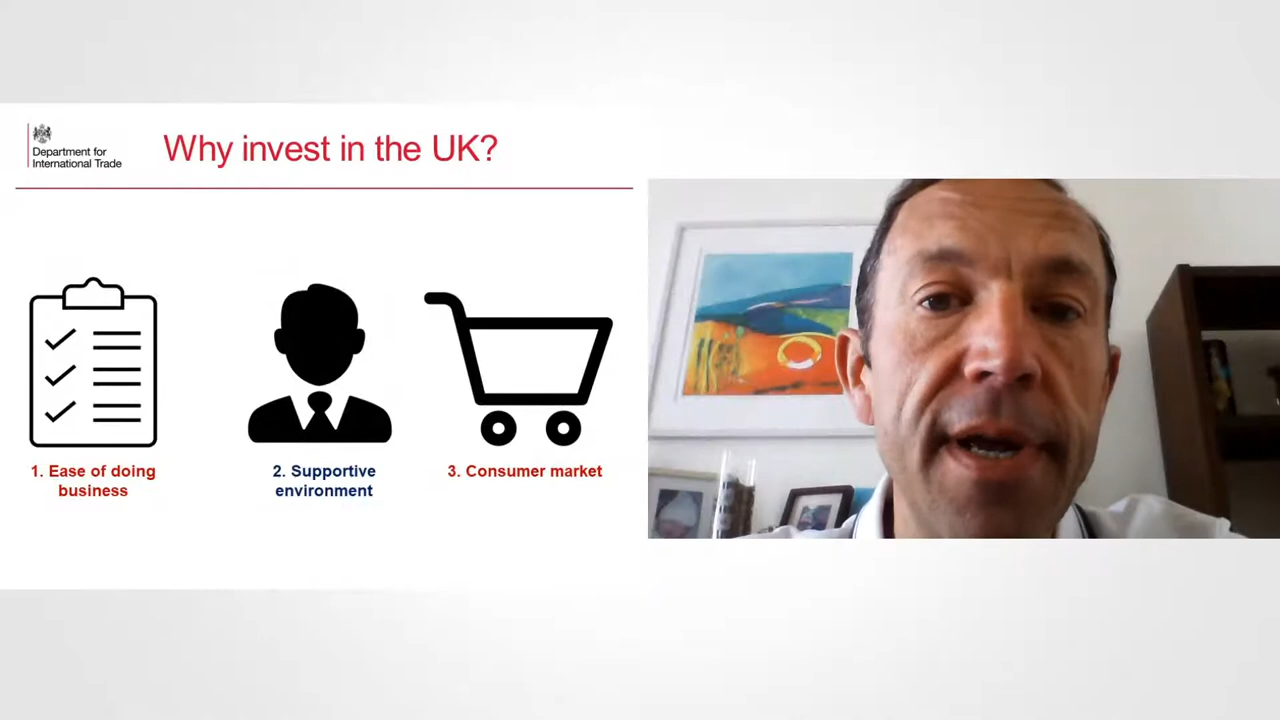 Department for
International Trade
Why invest in the UK?
1. Ease of doing
business
2. Supportive
environment
3. Consumer market